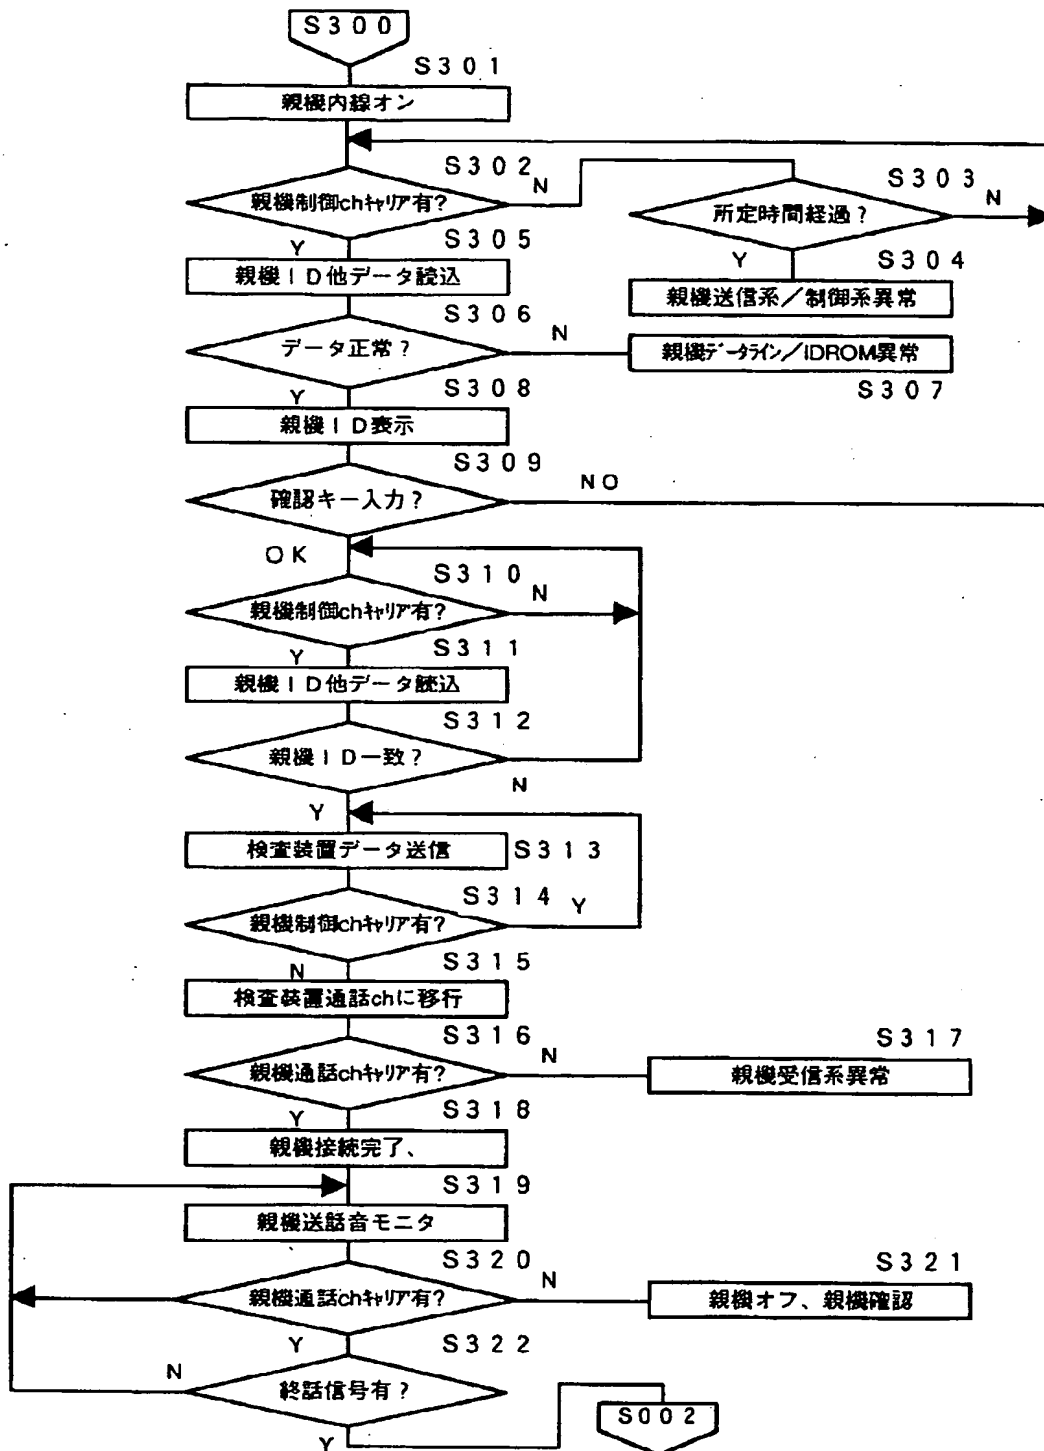 S300
S301
親機内線オン
S302
親機制御chｷｬﾘｱ有?
N
S303
所定時間経過?
N
Y
S305
Y
S304
親機ID他データ読込
親機送信系/制御系異常
S306
データ正常?
N
親機ﾃﾞｰﾀﾗｲﾝ/IDROM異常
S307
Y
S308
親機ID表示
S309
確認キー入力?
NO
OK
S310
親機制御chｷｬﾘｱ有?
N
Y
S311
親機ID他データ読込
S312
親機ID一致?
N
Y
検査装置データ送信
S313
S314
Y
親機制御chｷｬﾘｱ有?
N
S315
検査装置通話chに移行
S316
親機通話chｷｬﾘｱ有?
N
S317
親機受信系異常
Y
S318
親機接続完了、
S319
親機送話音モニタ
S320
親機通話chｷｬﾘｱ有?
N
S321
親機オフ、親機確認
Y
S322
N
終話信号有?
Y
S002